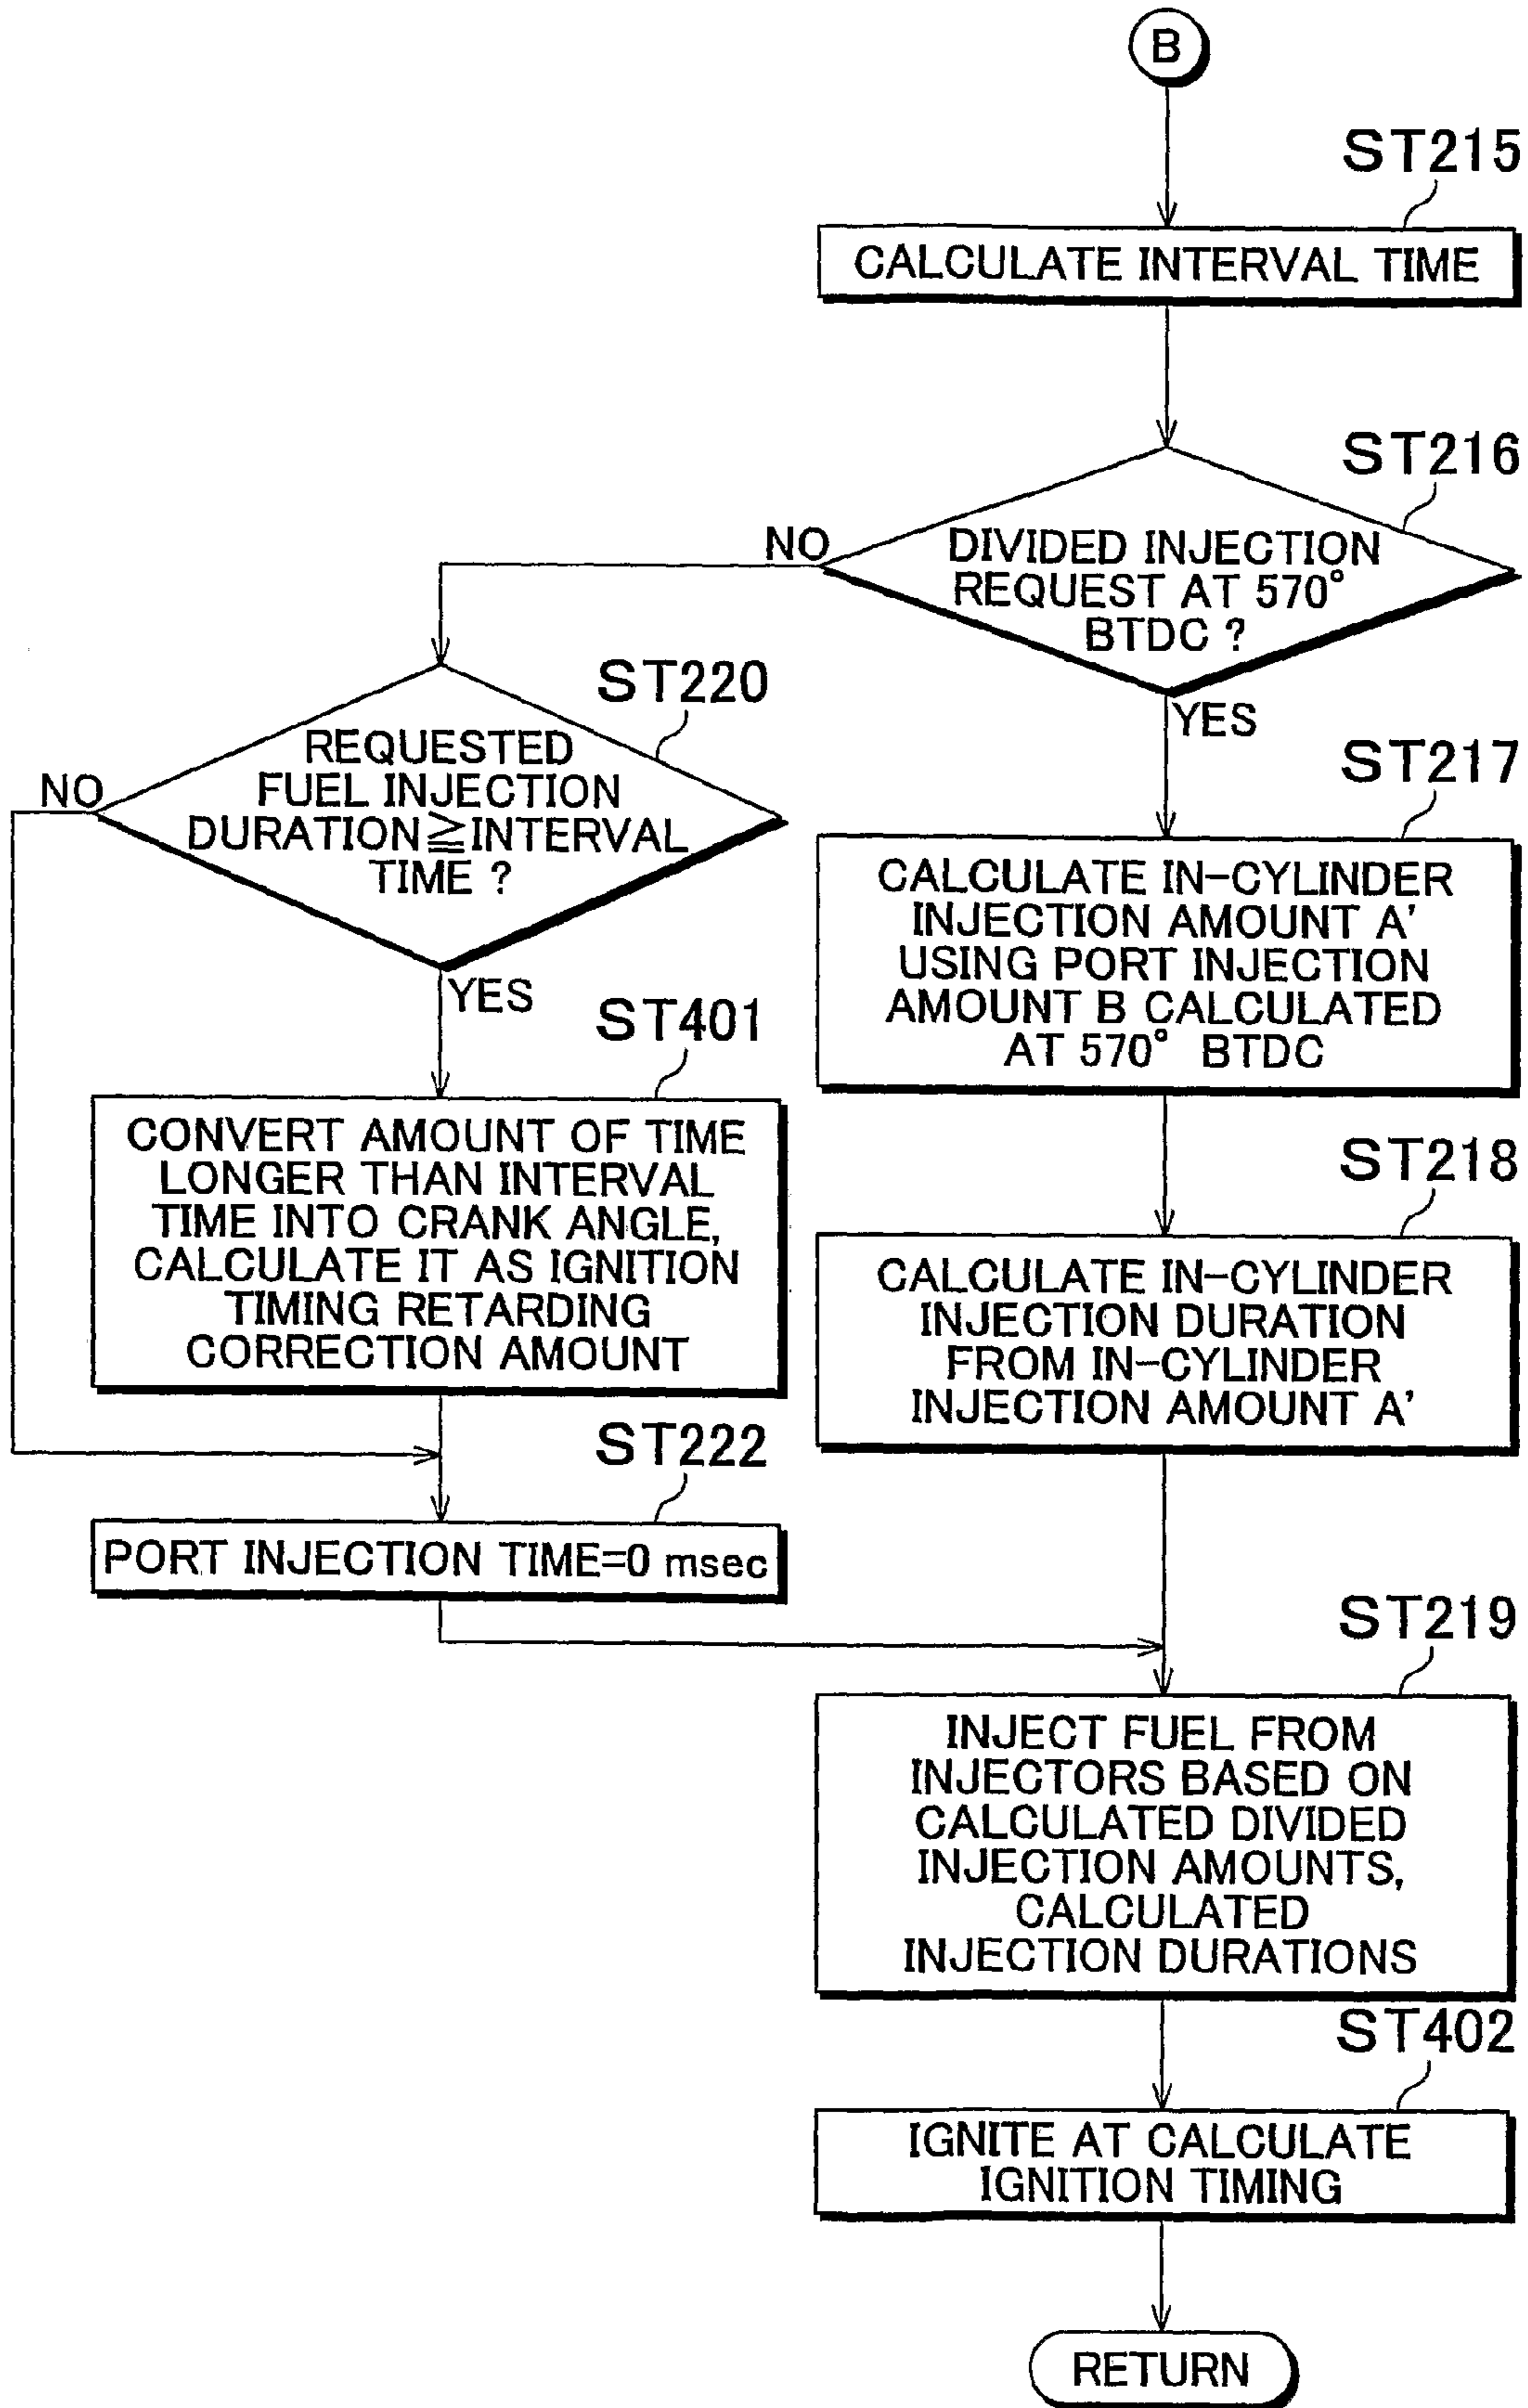 B
ST215
CALCULATE INTERVAL TIME
ST216
DIVIDED INJECTION
REQUEST AT 570°
BTDC ?
NO
YES
ST220
REQUESTED
FUEL INJECTION
DURATION≧INTERVAL
TIME ?
NO
YES
ST217
CALCULATE IN-CYLINDER
INJECTION AMOUNT A'
USING PORT INJECTION
AMOUNT B CALCULATED
AT 570° BTDC
ST401
CONVERT AMOUNT OF TIME
LONGER THAN INTERVAL
TIME INTO CRANK ANGLE,
CALCULATE IT AS IGNITION
TIMING RETARDING
CORRECTION AMOUNT
ST218
CALCULATE IN-CYLINDER
INJECTION DURATION
FROM IN-CYLINDER
INJECTION AMOUNT A'
ST222
PORT INJECTION TIME=0 msec
ST219
INJECT FUEL FROM
INJECTORS BASED ON
CALCULATED DIVIDED
INJECTION AMOUNTS,
CALCULATED
INJECTION DURATIONS
ST402
IGNITE AT CALCULATE
IGNITION TIMING
RETURN